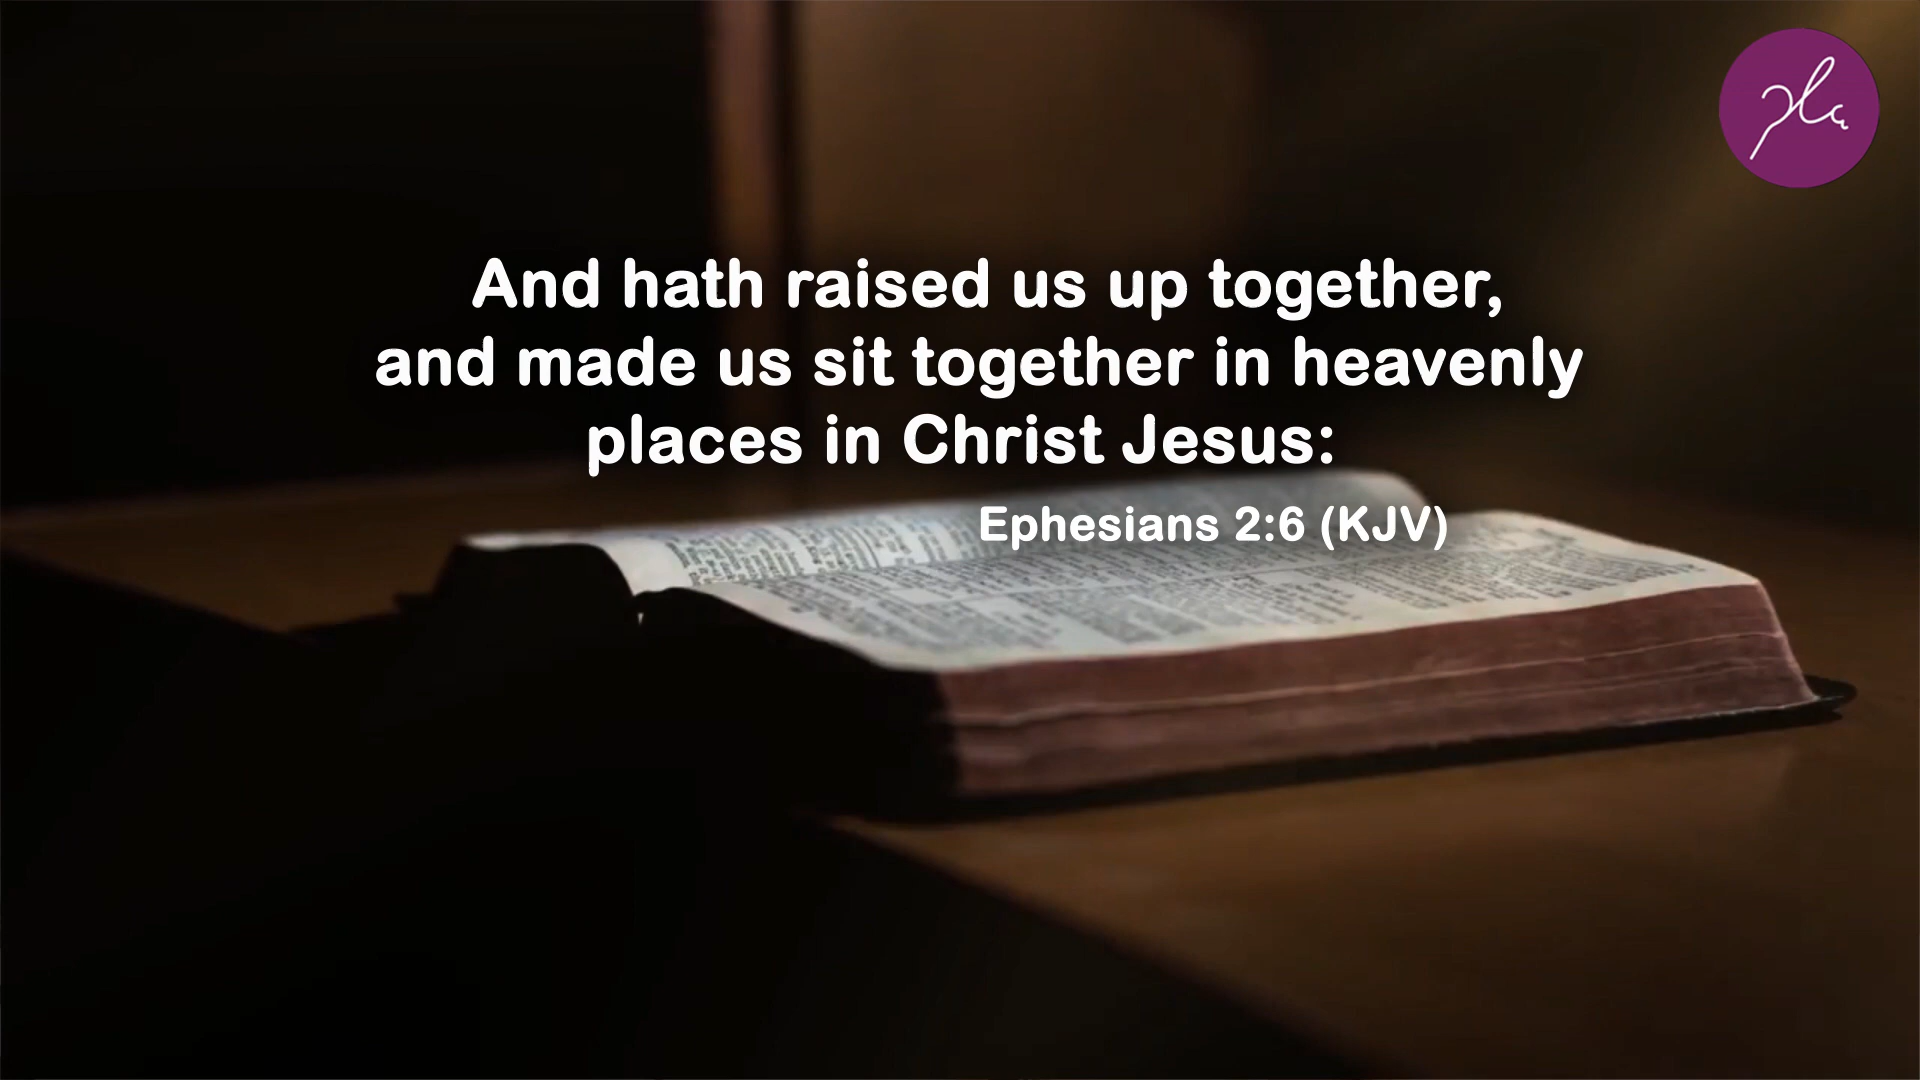 And hath raised us up together,
and made us sit together in heavenly
places in Christ Jesus:
Ephesians 2:6 (KJV)